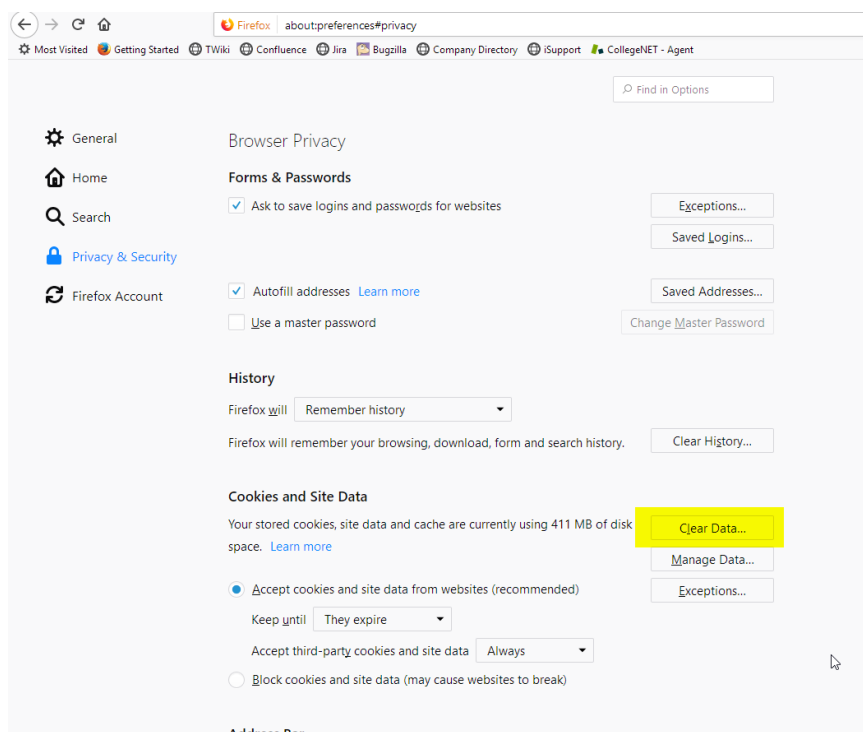 Firefox about:preferences#privacy
Most Visited Getting Started TWiki Confluence Jira Bugzilla Company Directory iSupport CollegeNET - Agent
Find in Options
General
Home
Search
Privacy & Security
Firefox Account
Browser Privacy
Forms & Passwords
Ask to save logins and passwords for websites
Exceptions...
Saved Logins...
Autofill addresses Learn more
Saved Addresses...
Use a master password
Change Master Password
History
Firefox will Remember history
Firefox will remember your browsing, download, form and search history.
Clear History...
Cookies and Site Data
Your stored cookies, site data and cache are currently using 411 MB of disk
space. Learn more
Clear Data...
Manage Data...
Accept cookies and site data from websites (recommended)
Exceptions...
Keep until They expire
Accept third-party cookies and site data Always
Block cookies and site data (may cause websites to break)
Address Bar